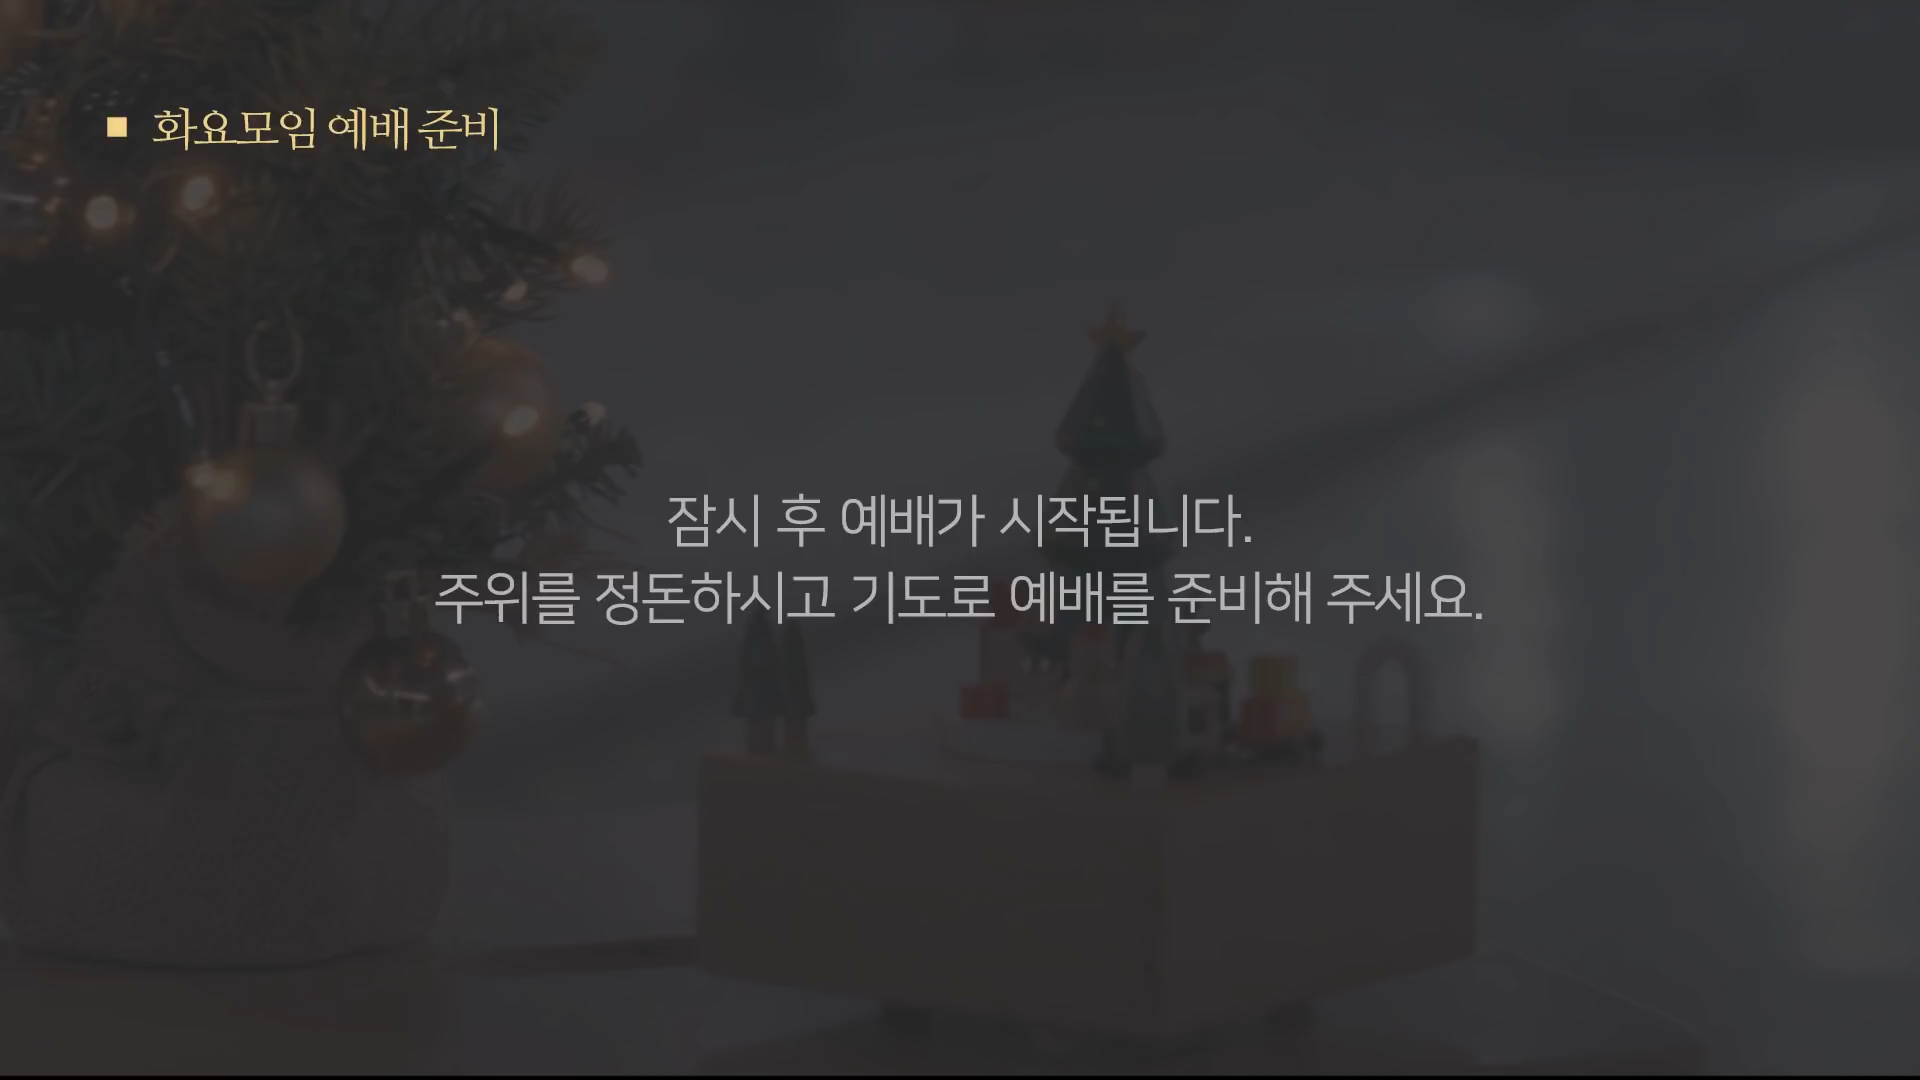 ■ 화요모임 예배 준비
잠시 후 예배가 시작됩니다.
주위를 정돈하시고 기도로 예배를 준비해 주세요.